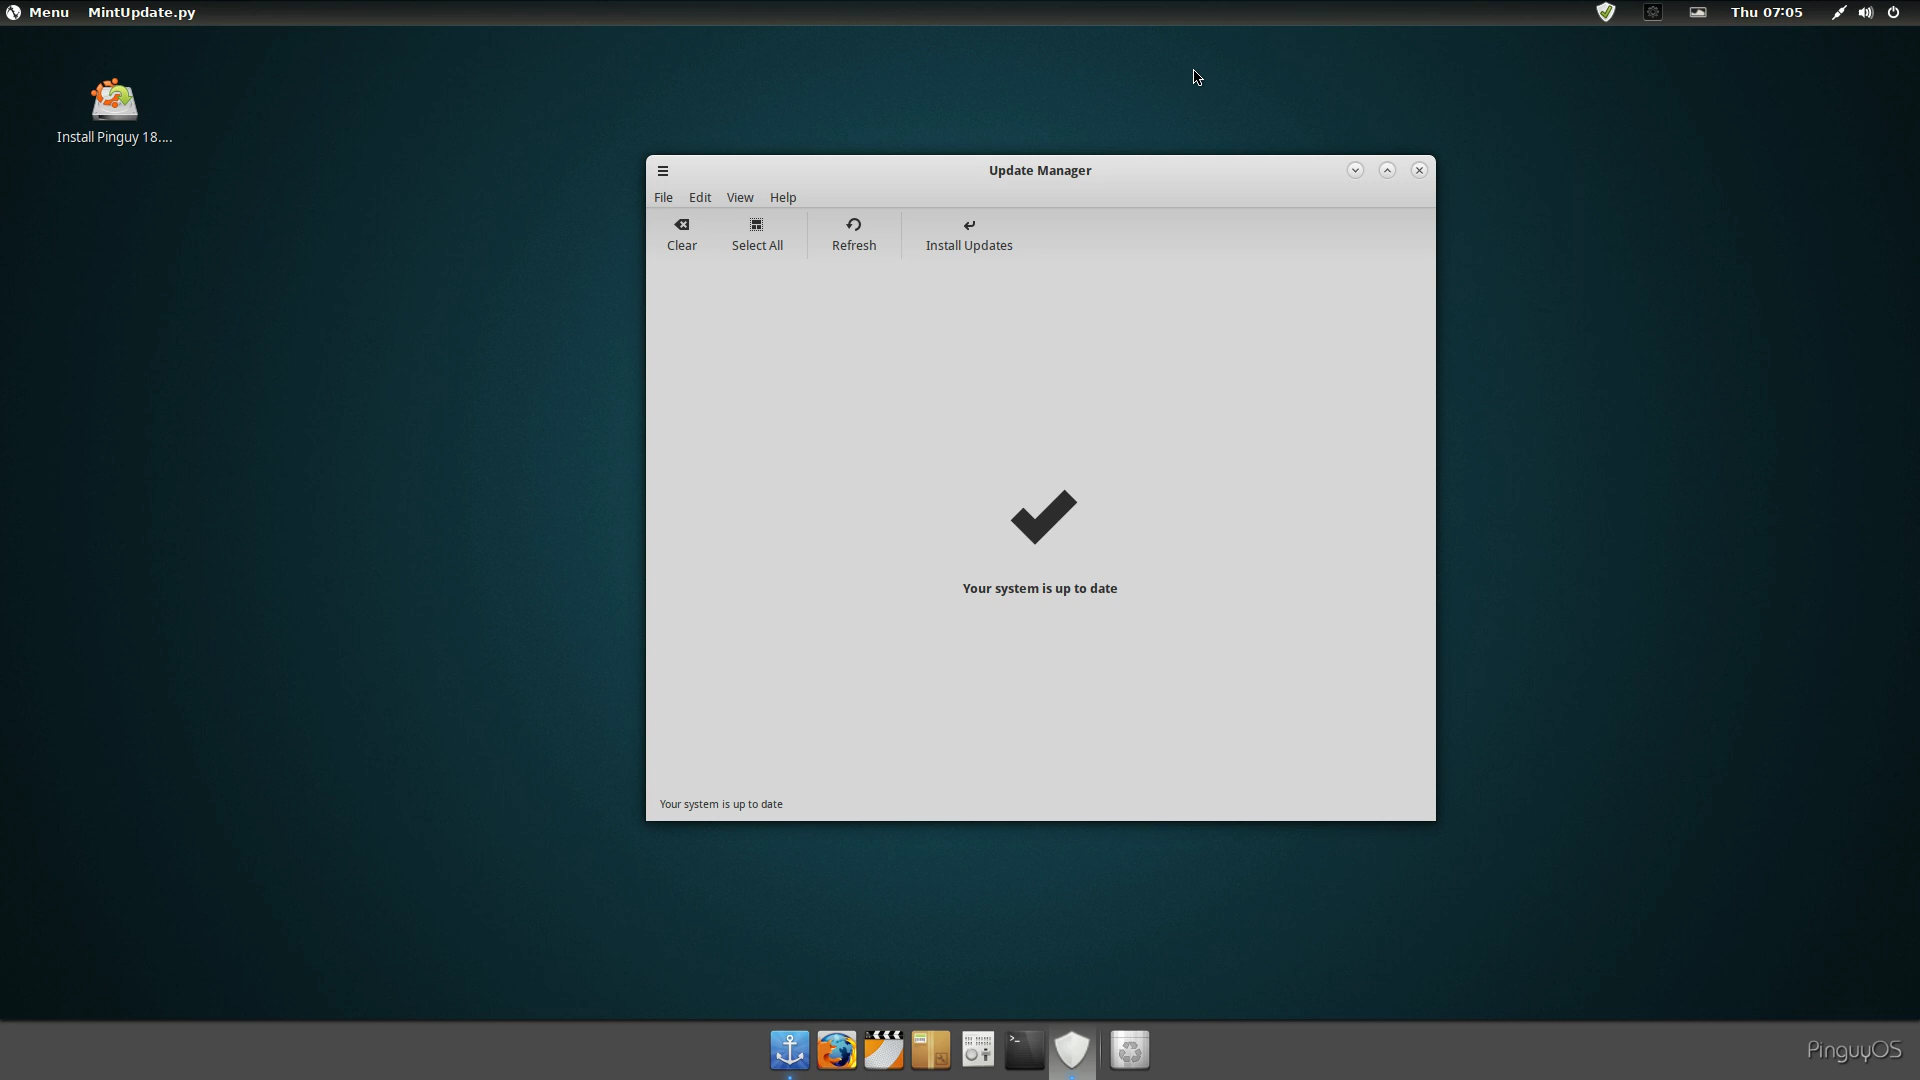 Menu MintUpdate.py
Thu 07:05
Install Pinguy 18....
Update Manager
File Edit View Help
Clear Select All Refresh Install Updates
Your system is up to date
Your system is up to date
PinguyOS